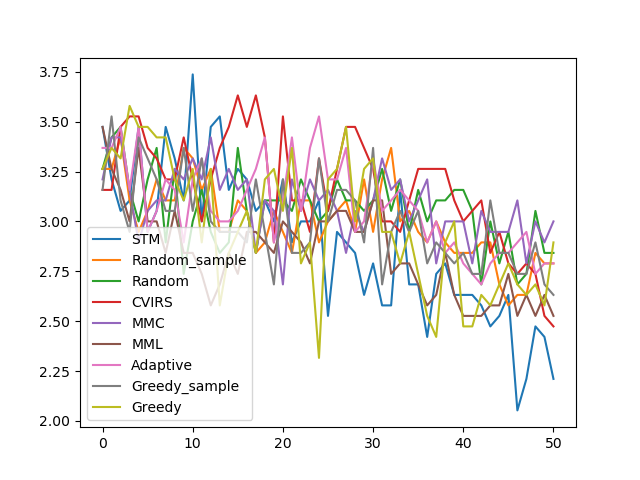 3.75
3.50
3.25
3.00
2.75
2.50
2.25
2.00
STM
Random_sample
Random
CVIRS
MMC
MML
Adaptive
Greedy_sample
Greedy
0 10 20 30 40 50